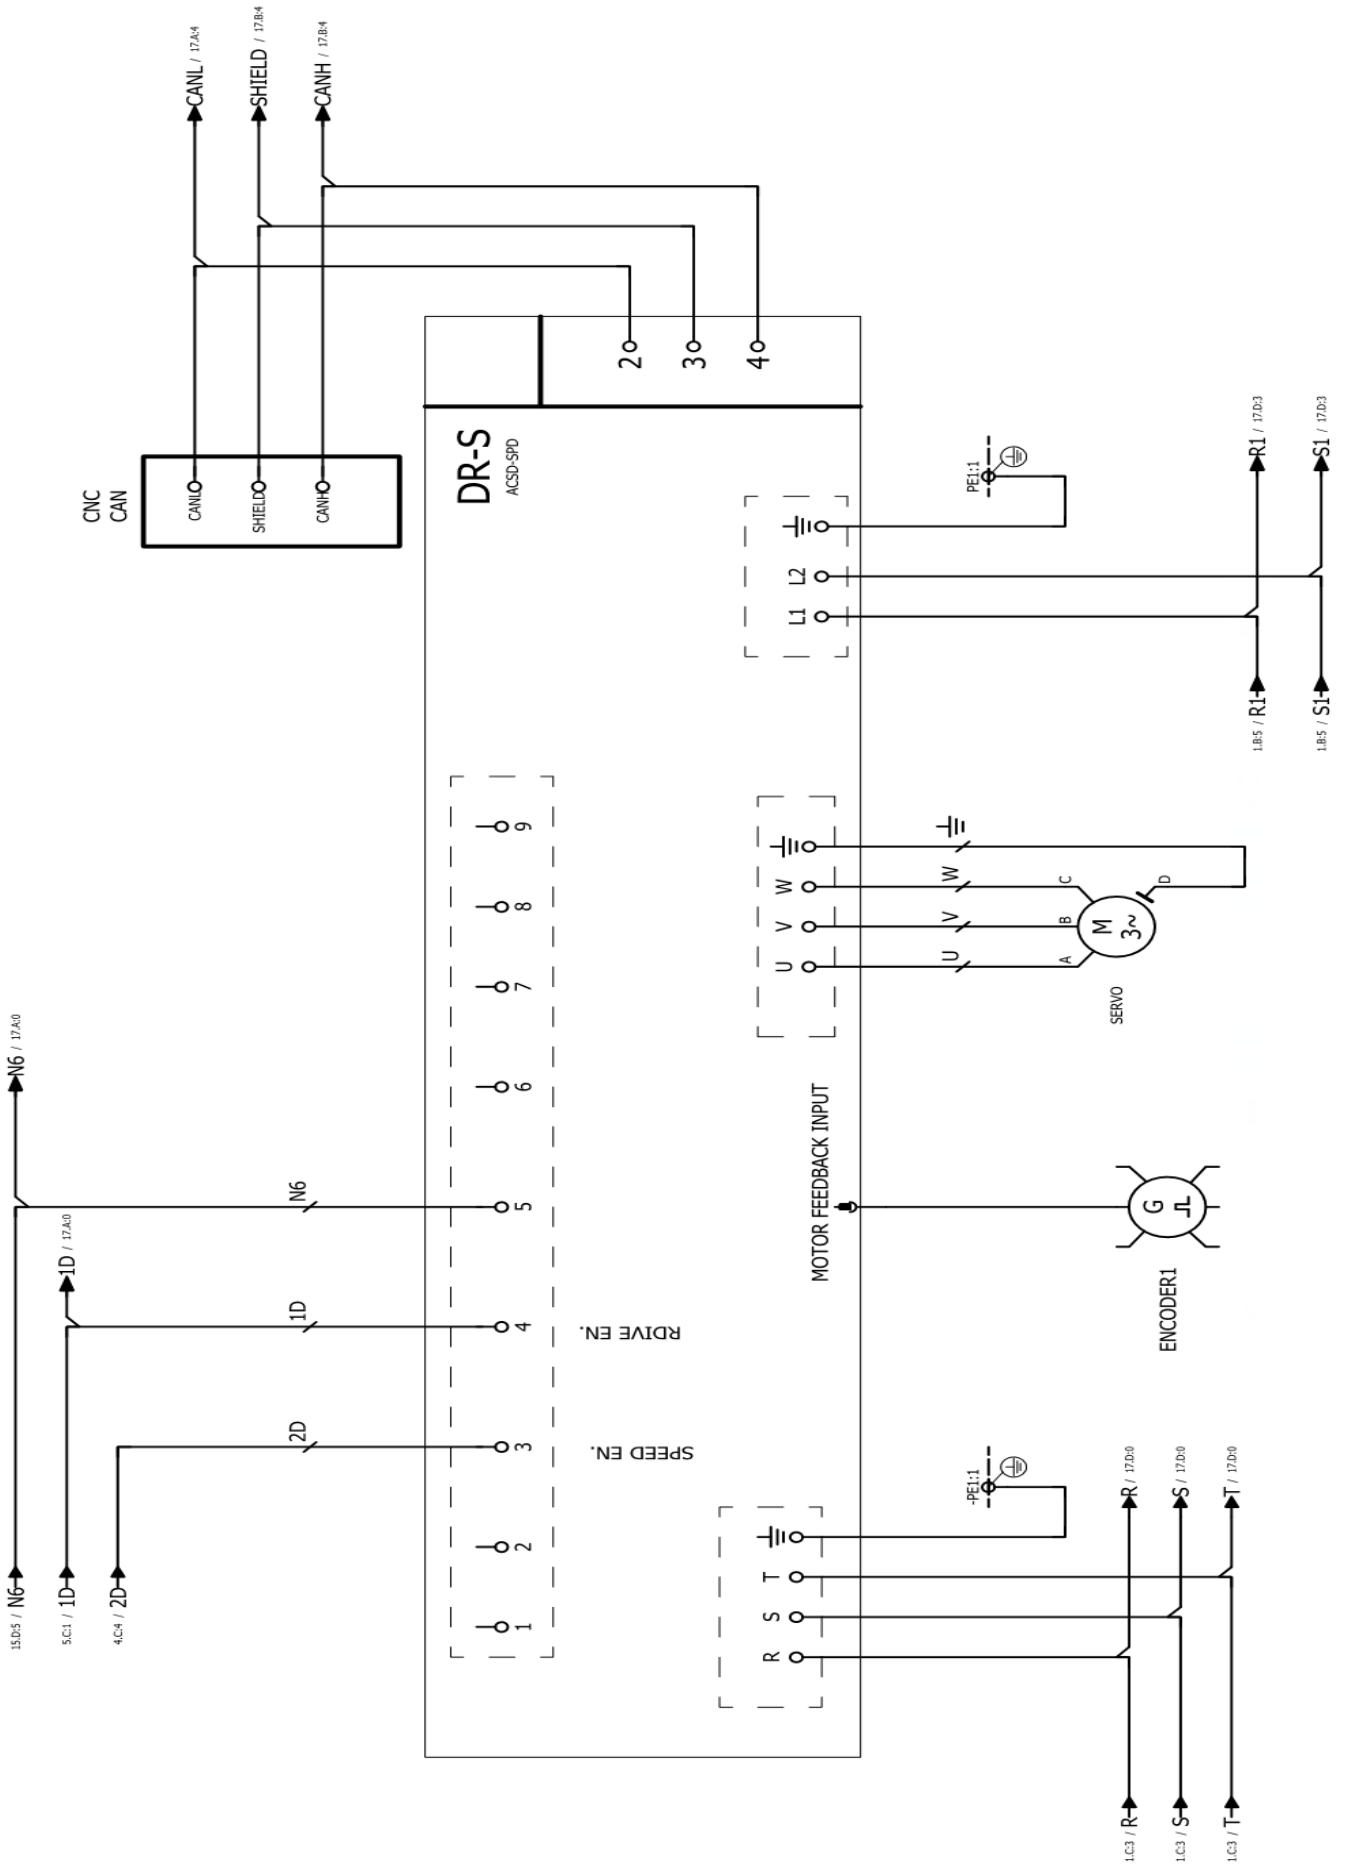 N6 / 17.A:0
1D / 17.A:0
15.D:5 / N6
5.C:1 / 1D
4.C:4 / 2D
N6
1D
2D
CNC
CAN
CANL
SHIELD
CANH
CANL / 17.A:4
SHIELD / 17.B:4
CANH / 17.B:4
DR-S
ACSD-SPD
2
3
4
1
2
3
4
5
6
7
8
9
SPEED EN.
RDIVE EN.
R
S
T
-PE1:1
1.C:3 / R
1.C:3 / S
1.C:3 / T
R / 17.D:0
S / 17.D:0
T / 17.D:0
MOTOR FEEDBACK INPUT
G
ENCODER1
U
V
W
U
V
W
A
B
C
D
M
3~
SERVO
L1
L2
PE1:1
1.B:5 / R1
1.B:5 / S1
R1 / 17.D:3
S1 / 17.D:3